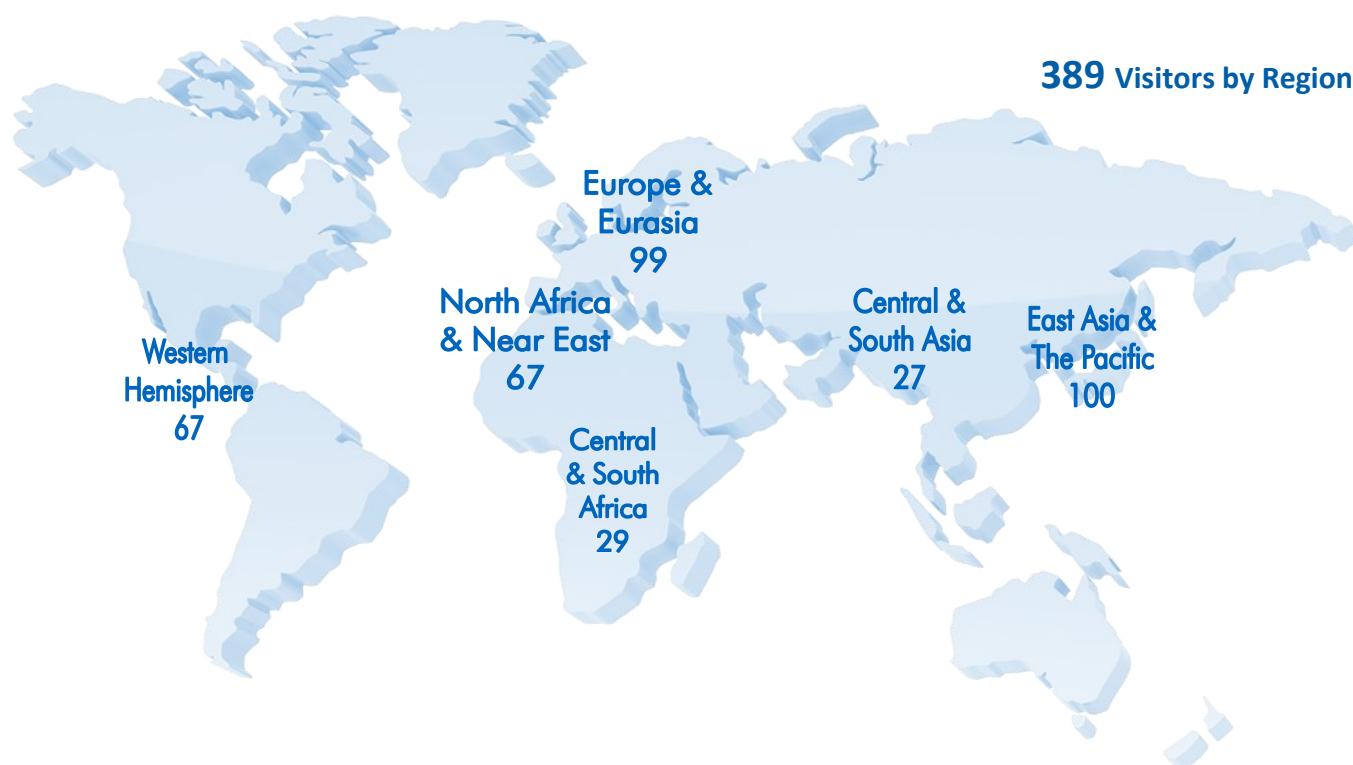 389 Visitors by Region
Europe &
Eurasia
99
North Africa
& Near East
67
Central &
South Asia
27
East Asia &
The Pacific
100
Western
Hemisphere
67
Central
& South
Africa
29